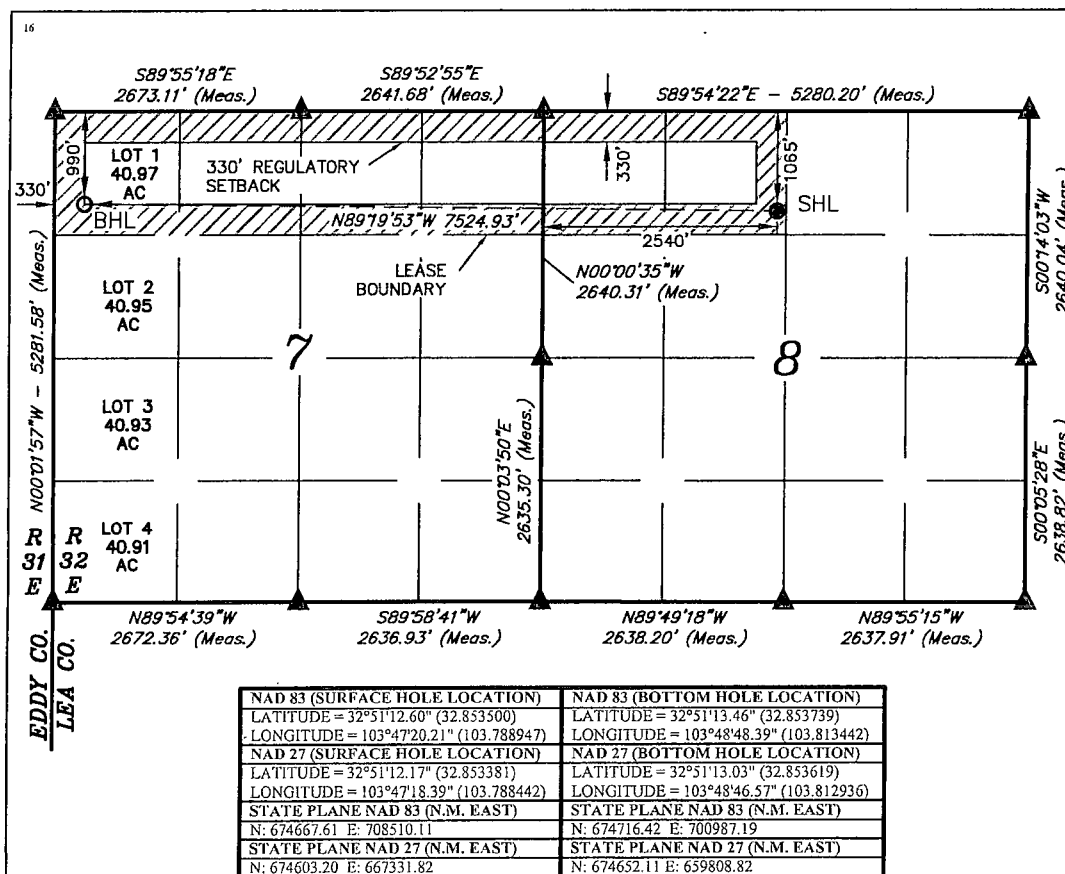 16
S89°55'18"E
2673.11' (Meas.)
S89°52'55"E
2641.68' (Meas.)
S89°54'22"E – 5280.20' (Meas.)
LOT 1
40.97
AC
990'
330' REGULATORY
SETBACK
330'
1065'
330'
BHL
N89°19'53"W 7524.93'
SHL
2540'
LEASE
BOUNDARY
N00°00'35"W
2640.31' (Meas.)
S00°14'03"W
2640.04' (Meas.)
N00°01'57"W – 5281.58' (Meas.)
LOT 2
40.95
AC
7
8
LOT 3
40.93
AC
N00°03'50"E
2635.30' (Meas.)
S00°05'28"E
2638.82' (Meas.)
LOT 4
40.91
AC
R
31
E
R
32
E
N89°54'39"W
2672.36' (Meas.)
S89°58'41"W
2636.93' (Meas.)
N89°49'18"W
2638.20' (Meas.)
N89°55'15"W
2637.91' (Meas.)
EDDY CO.
LEA CO.
NAD 83 (SURFACE HOLE LOCATION)
LATITUDE = 32°51'12.60" (32.853500)
LONGITUDE = 103°47'20.21" (103.788947)
NAD 27 (SURFACE HOLE LOCATION)
LATITUDE = 32°51'12.17" (32.853381)
LONGITUDE = 103°47'18.39" (103.788442)
STATE PLANE NAD 83 (N.M. EAST)
N: 674667.61 E: 708510.11
STATE PLANE NAD 27 (N.M. EAST)
N: 674603.20 E: 667331.82
NAD 83 (BOTTOM HOLE LOCATION)
LATITUDE = 32°51'13.46" (32.853739)
LONGITUDE = 103°48'48.39" (103.813442)
NAD 27 (BOTTOM HOLE LOCATION)
LATITUDE = 32°51'13.03" (32.853619)
LONGITUDE = 103°48'46.57" (103.812936)
STATE PLANE NAD 83 (N.M. EAST)
N: 674716.42 E: 700987.19
STATE PLANE NAD 27 (N.M. EAST)
N: 674652.11 E: 659808.82